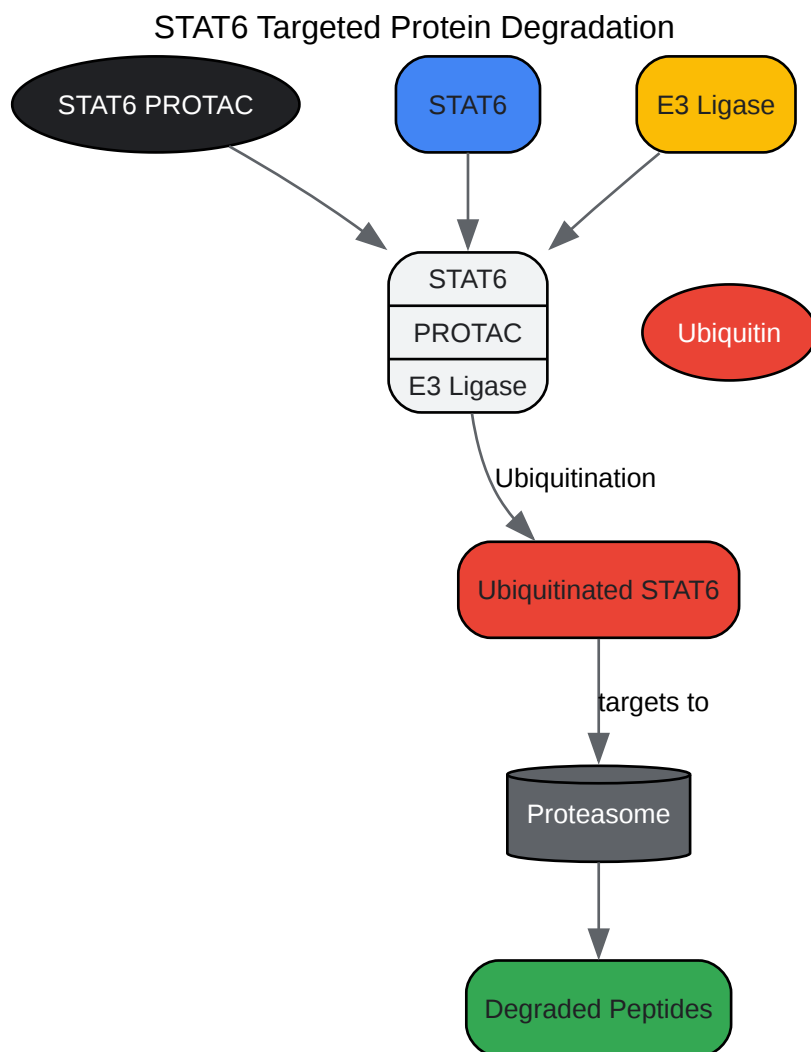 STAT6 Targeted Protein Degradation
STAT6 PROTAC
STAT6
E3 Ligase
STAT6
PROTAC
E3 Ligase
Ubiquitin
Ubiquitination
Ubiquitinated STAT6
targets to
Proteasome
Degraded Peptides